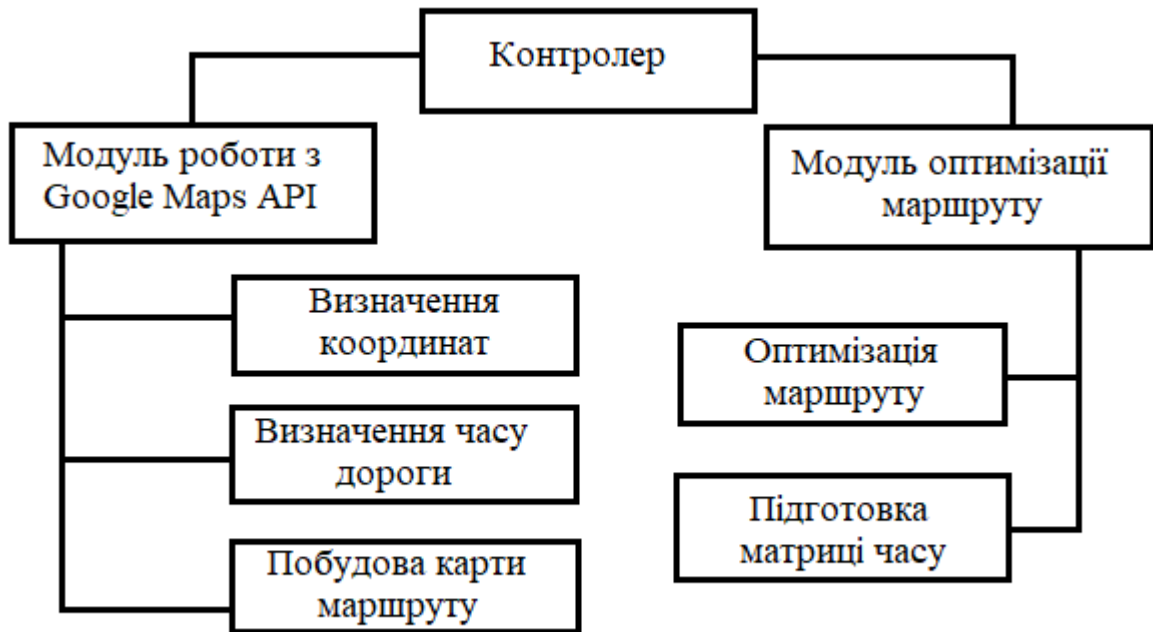 Контролер
Модуль роботи з
Google Maps API
Модуль оптимізації
маршруту
Визначення
координат
Визначення часу
дороги
Побудова карти
маршруту
Оптимізація
маршруту
Підготовка
матриці часу